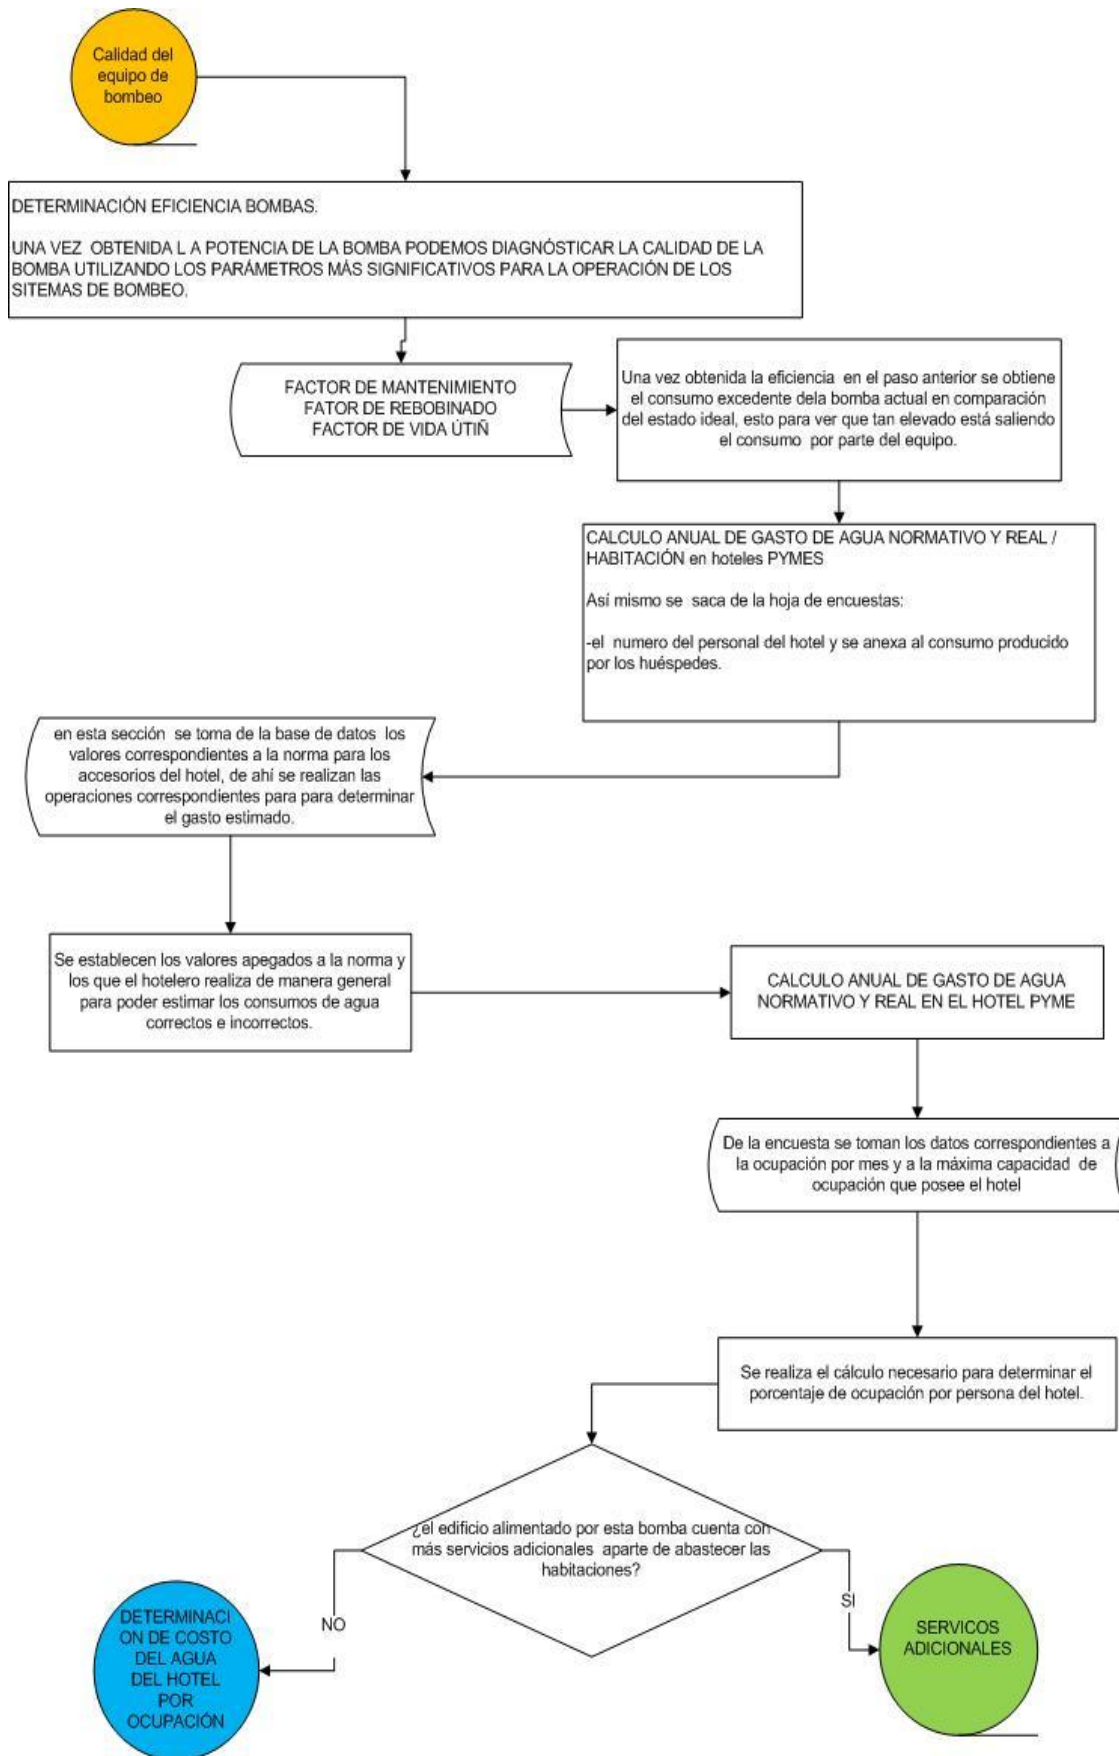 Calidad del
equipo de
bombeo
DETERMINACIÓN EFICIENCIA BOMBAS.
UNA VEZ OBTENIDA L A POTENCIA DE LA BOMBA PODEMOS DIAGNÓSTICAR LA CALIDAD DE LA
BOMBA UTILIZANDO LOS PARÁMETROS MÁS SIGNIFICATIVOS PARA LA OPERACIÓN DE LOS
SITEMAS DE BOMBEO.
FACTOR DE MANTENIMIENTO
FATOR DE REBOBINADO
FACTOR DE VIDA ÚTIÑ
Una vez obtenida la eficiencia en el paso anterior se obtiene
el consumo excedente dela bomba actual en comparación
del estado ideal, esto para ver que tan elevado está saliendo
el consumo por parte del equipo.
CALCULO ANUAL DE GASTO DE AGUA NORMATIVO Y REAL /
HABITACIÓN en hoteles PYMES
Así mismo se saca de la hoja de encuestas:
-el numero del personal del hotel y se anexa al consumo producido
por los huéspedes.
en esta sección se toma de la base de datos los
valores correspondientes a la norma para los
accesorios del hotel, de ahí se realizan las
operaciones correspondientes para para determinar
el gasto estimado.
Se establecen los valores apegados a la norma y
los que el hotelero realiza de manera general
para poder estimar los consumos de agua
correctos e incorrectos.
CALCULO ANUAL DE GASTO DE AGUA
NORMATIVO Y REAL EN EL HOTEL PYME
De la encuesta se toman los datos correspondientes a
la ocupación por mes y a la máxima capacidad de
ocupación que posee el hotel
Se realiza el cálculo necesario para determinar el
porcentaje de ocupación por persona del hotel.
¿el edificio alimentado por esta bomba cuenta con
más servicios adicionales aparte de abastecer las
habitaciones?
NO
SI
DETERMINACI
ON DE COSTO
DEL AGUA
DEL HOTEL
POR
OCUPACIÓN
SERVICOS
ADICIONALES